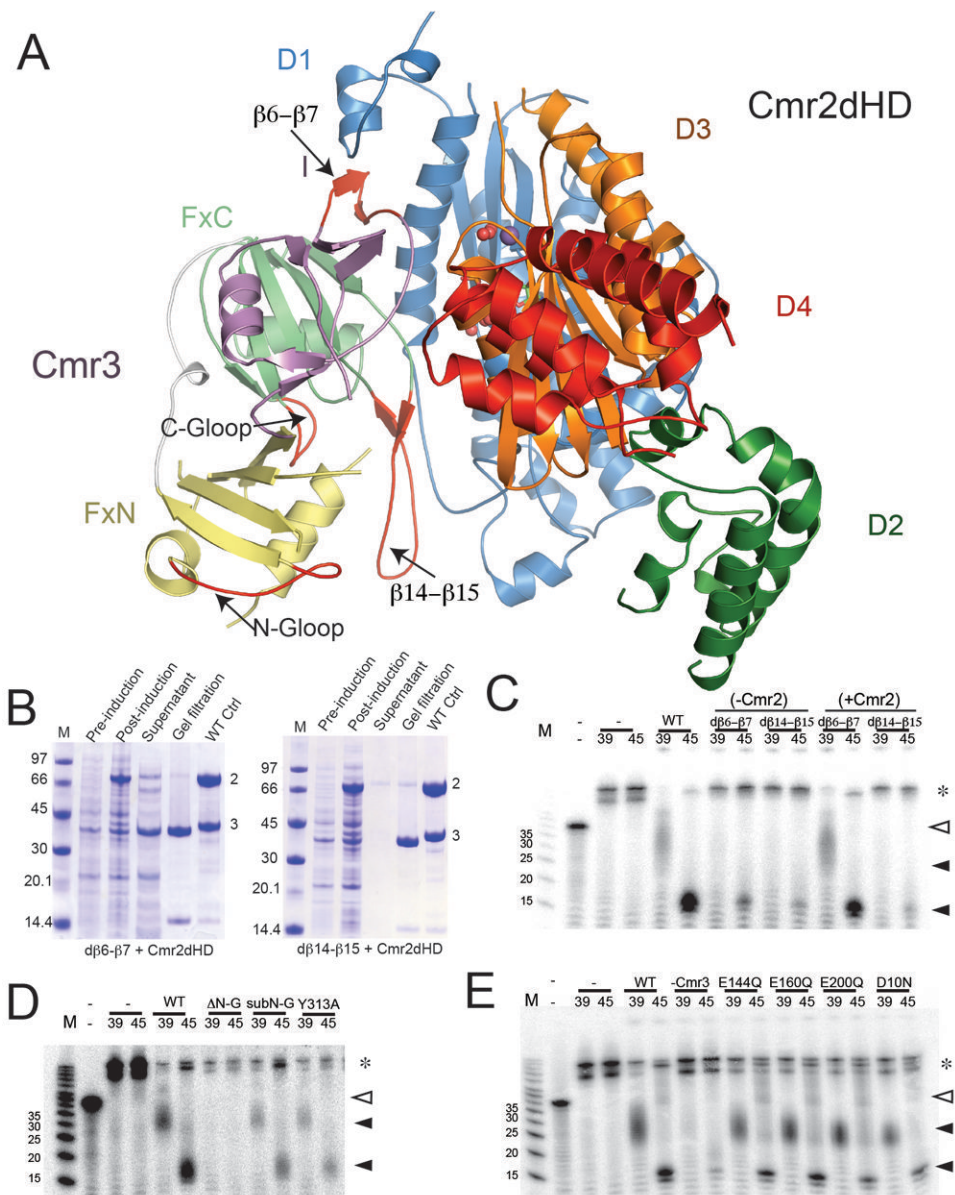 A
D1
Cmr2dHD
β6–β7
D3
I
FxC
D4
Cmr3
C-Gloop
FxN
D2
β14–β15
N-Gloop
B
M
Pre-induction
Post-induction
Supernatant
Gel filtration
WT Ctrl
97
66
45
30
20.1
14.4
2
3
dβ6-β7 + Cmr2dHD
M
Pre-induction
Post-induction
Supernatant
Gel filtration
WT Ctrl
97
66
45
30
20.1
14.4
2
3
dβ14-β15 + Cmr2dHD
C
(-Cmr2) (+Cmr2)
- - WT dβ6–β7 dβ14–β15 dβ6–β7 dβ14–β15
M - 39 45 39 45 39 45 39 45 39 45 39 45
*
35
30
25
20
15
D
- - WT ΔN-G subN-G Y313A
M - 39 45 39 45 39 45 39 45 39 45
*
35
30
25
20
15
E
- - WT -Cmr3 E144Q E160Q E200Q D10N
M - 39 45 39 45 39 45 39 45 39 45 39 45 39 45
*
35
30
25
20
15